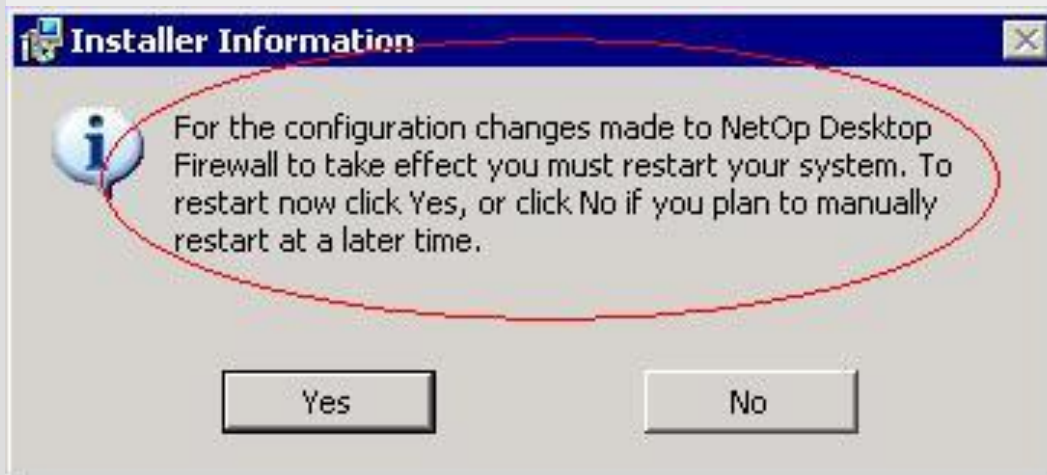 Installer Information
For the configuration changes made to NetOp Desktop
Firewall to take effect you must restart your system. To
restart now click Yes, or click No if you plan to manually
restart at a later time.
Yes
No